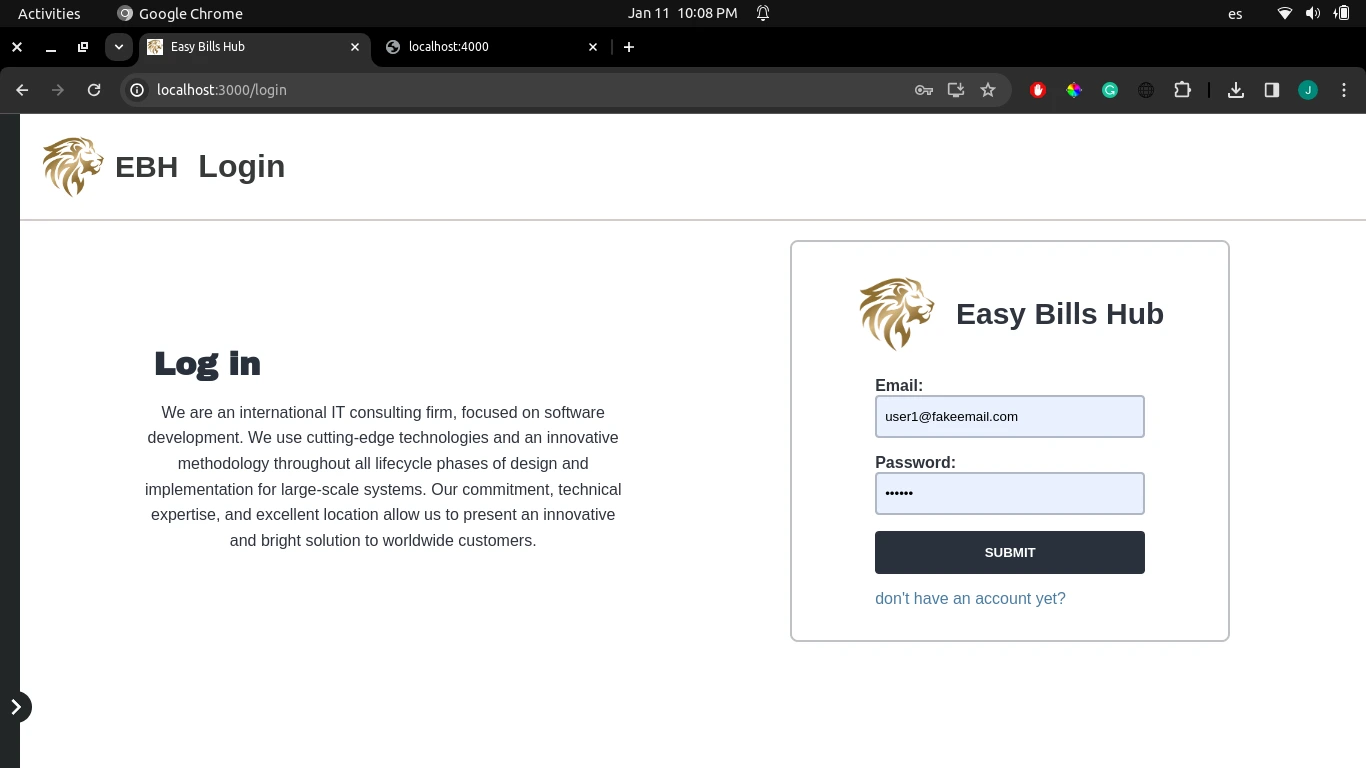 Activities
Google Chrome
Jan 11 10:08 PM
es
Easy Bills Hub
localhost:4000
localhost:3000/login
J
EBH Login
Log in
We are an international IT consulting firm, focused on software
development. We use cutting-edge technologies and an innovative
methodology throughout all lifecycle phases of design and
implementation for large-scale systems. Our commitment, technical
expertise, and excellent location allow us to present an innovative
and bright solution to worldwide customers.
Easy Bills Hub
Email:
user1@fakeemail.com
Password:
••••••
SUBMIT
don't have an account yet?